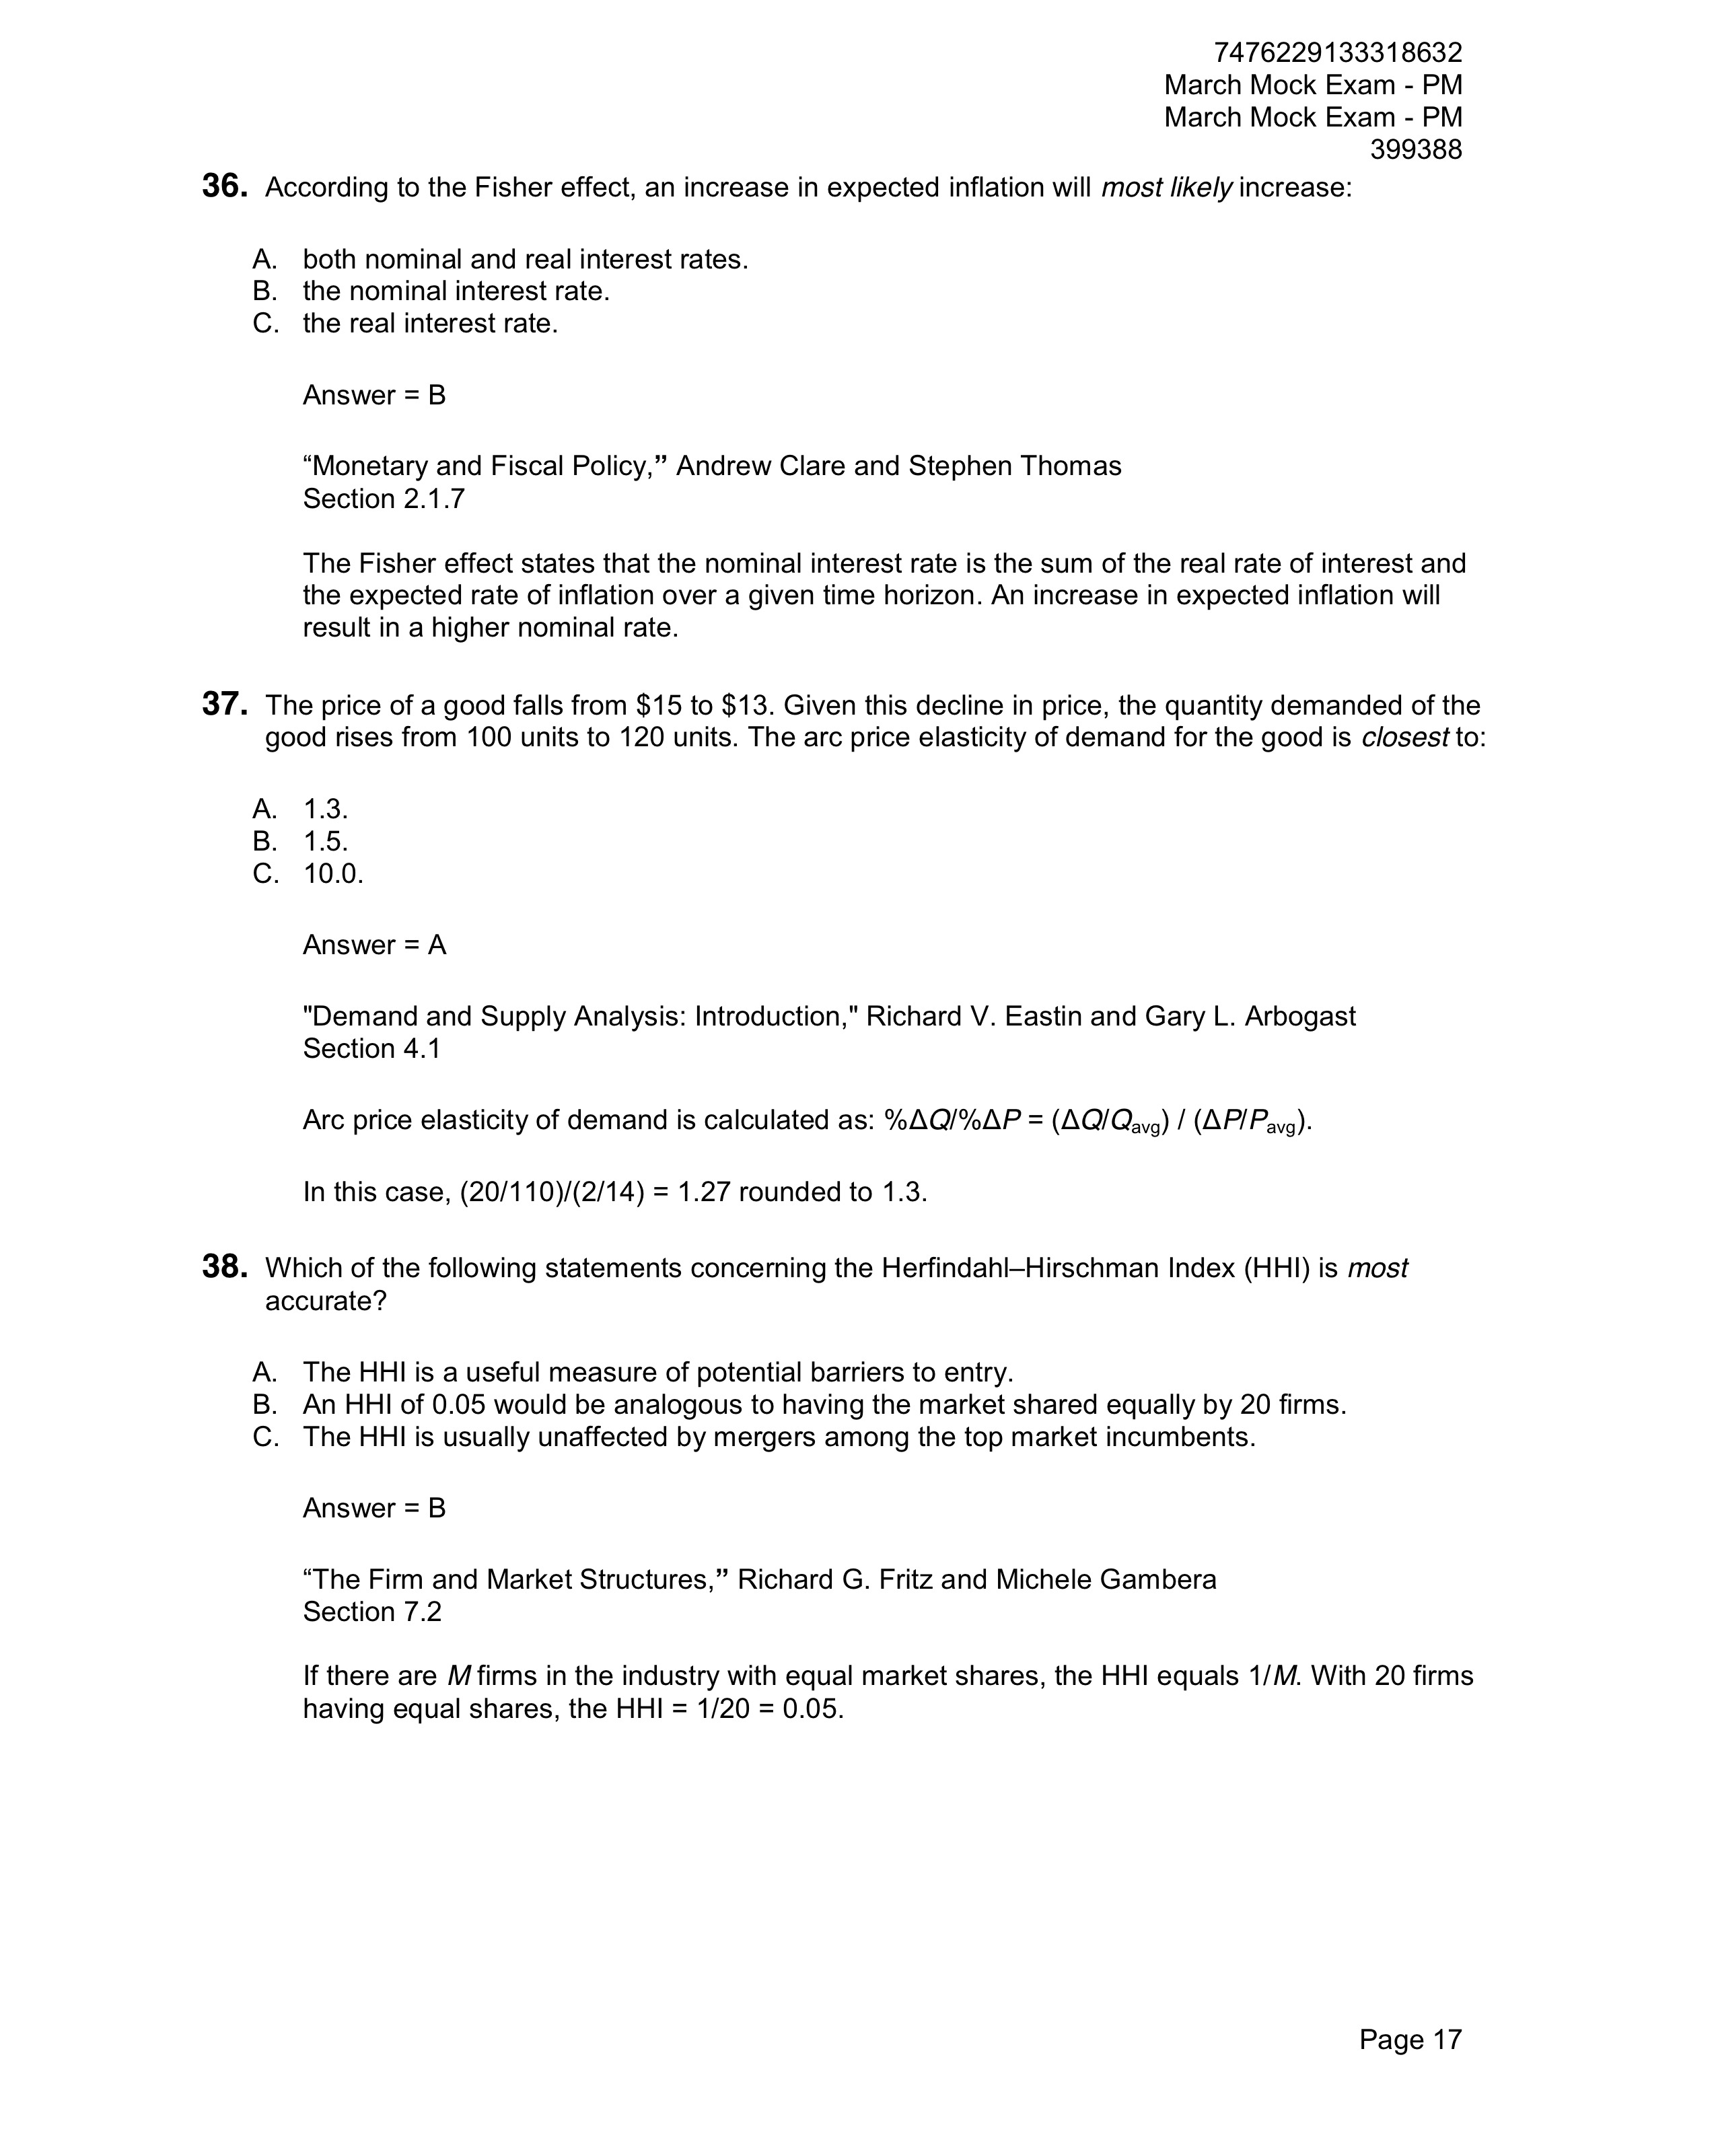 7476229133318632
March Mock Exam - PM
March Mock Exam - PM
399388
36. According to the Fisher effect, an increase in expected inflation will most likely increase:
A. both nominal and real interest rates.
B. the nominal interest rate.
C. the real interest rate.
Answer = B
“Monetary and Fiscal Policy,” Andrew Clare and Stephen Thomas
Section 2.1.7
The Fisher effect states that the nominal interest rate is the sum of the real rate of interest and
the expected rate of inflation over a given time horizon. An increase in expected inflation will
result in a higher nominal rate.
37. The price of a good falls from $15 to $13. Given this decline in price, the quantity demanded of the
good rises from 100 units to 120 units. The arc price elasticity of demand for the good is closest to:
A. 1.3.
B. 1.5.
C. 10.0.
Answer = A
"Demand and Supply Analysis: Introduction," Richard V. Eastin and Gary L. Arbogast
Section 4.1
Arc price elasticity of demand is calculated as: %ΔQ/%ΔP = (ΔQ/Qavg) / (ΔP/Pavg).
In this case, (20/110)/(2/14) = 1.27 rounded to 1.3.
38. Which of the following statements concerning the Herfindahl–Hirschman Index (HHI) is most
accurate?
A. The HHI is a useful measure of potential barriers to entry.
B. An HHI of 0.05 would be analogous to having the market shared equally by 20 firms.
C. The HHI is usually unaffected by mergers among the top market incumbents.
Answer = B
“The Firm and Market Structures,” Richard G. Fritz and Michele Gambera
Section 7.2
If there are M firms in the industry with equal market shares, the HHI equals 1/M. With 20 firms
having equal shares, the HHI = 1/20 = 0.05.
Page 17